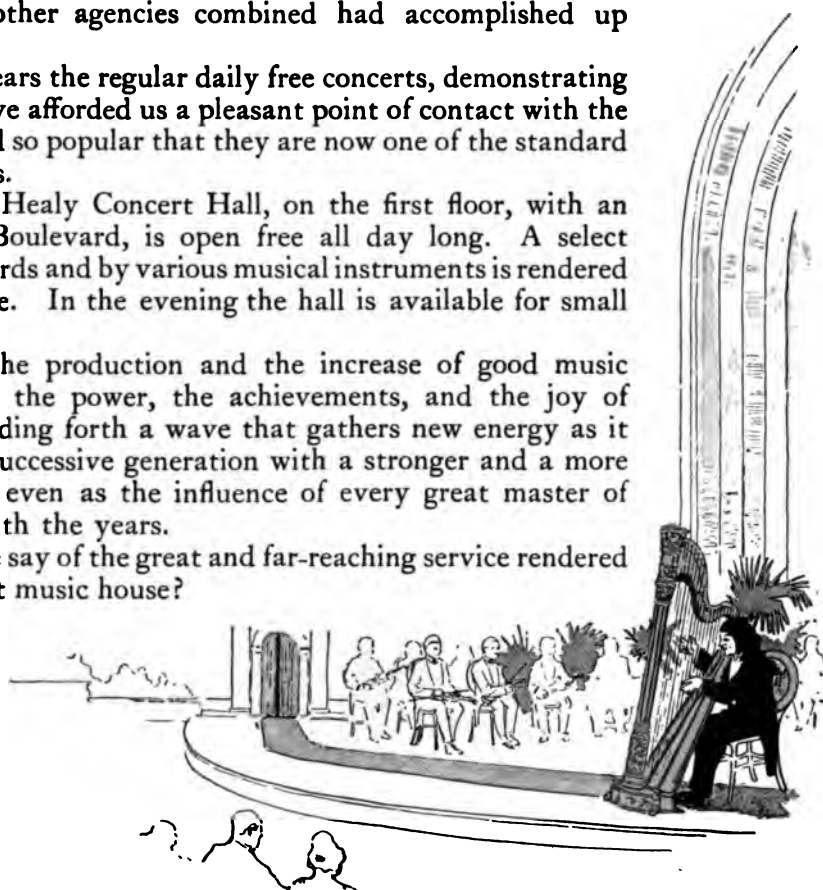 other agencies combined had accomplished up
ears the regular daily free concerts, demonstrating
ve afforded us a pleasant point of contact with the
l so popular that they are now one of the standard
s.
Healy Concert Hall, on the first floor, with an
Boulevard, is open free all day long. A select
rds and by various musical instruments is rendered
e. In the evening the hall is available for small
he production and the increase of good music
the power, the achievements, and the joy of
ding forth a wave that gathers new energy as it
uccessive generation with a stronger and a more
even as the influence of every great master of
th the years.
say of the great and far-reaching service rendered
t music house?